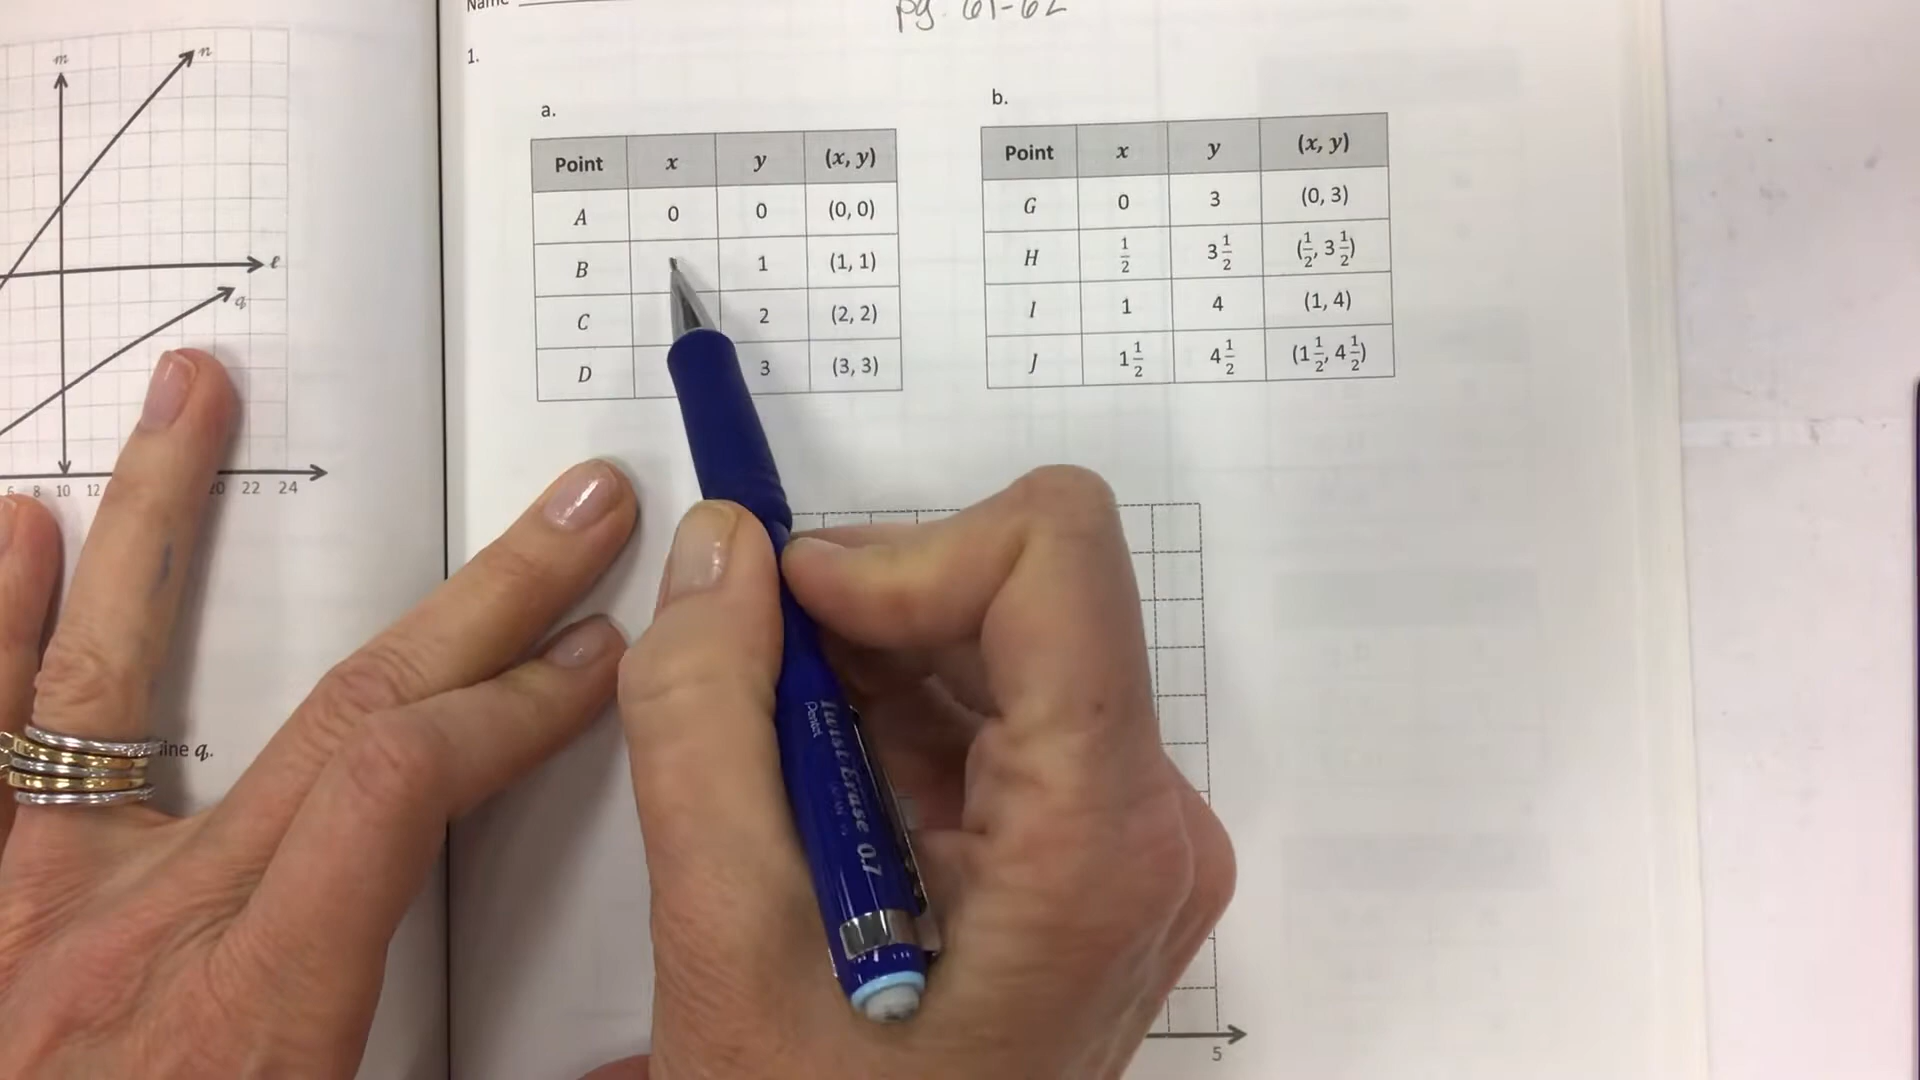 Name
pg. 61-62
1.
a.
Point x y (x, y)
A 0 0 (0, 0)
B 1 (1, 1)
C 2 (2, 2)
D 3 (3, 3)
b.
Point x y (x, y)
G 0 3 (0, 3)
H 1/2 3 1/2 (1/2, 3 1/2)
I 1 4 (1, 4)
J 1 1/2 4 1/2 (1 1/2, 4 1/2)
5
m
n
ℓ
q
6 8 10 12 20 22 24
line q.
Twist-Erase 0.7
Pentel